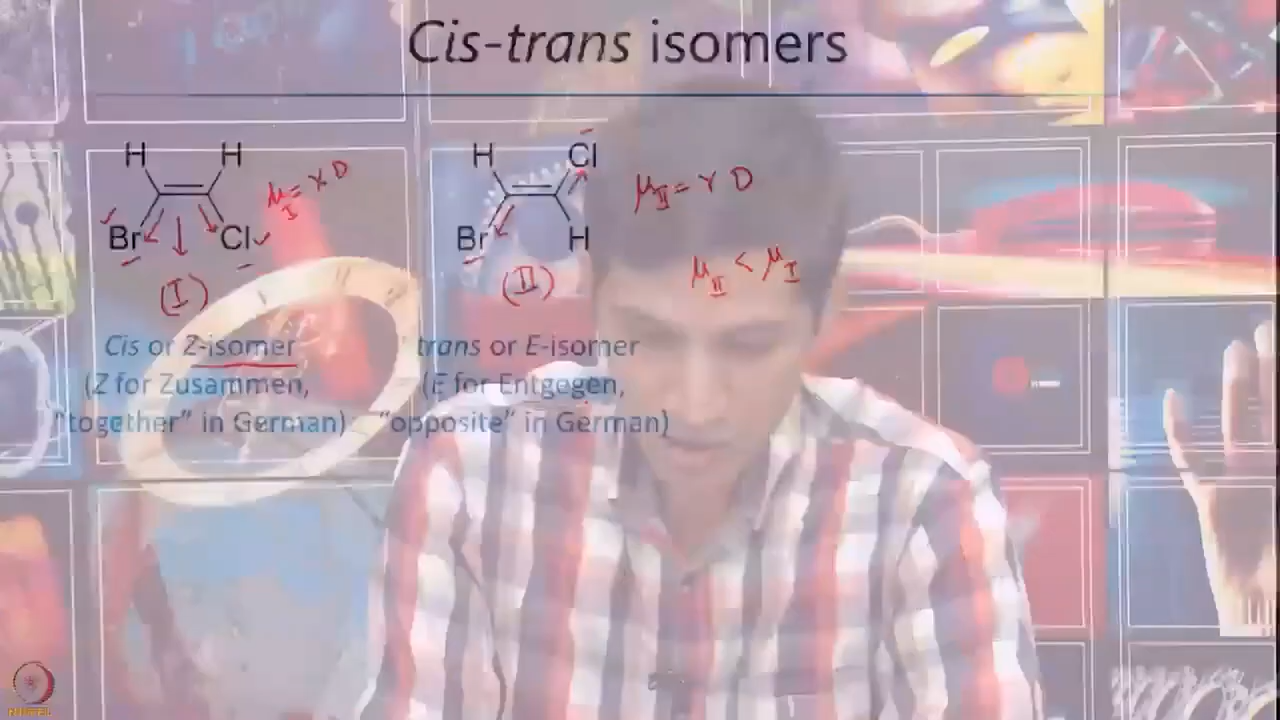 Cis-trans isomers
H H
Br Cl
μI = X D
(I)
H Cl
Br H
(II)
μII = Y D
μII < μI
Cis or Z-isomer
(Z for Zusammen,
"together" in German)
trans or E-isomer
(E for Entgegen,
"opposite" in German)